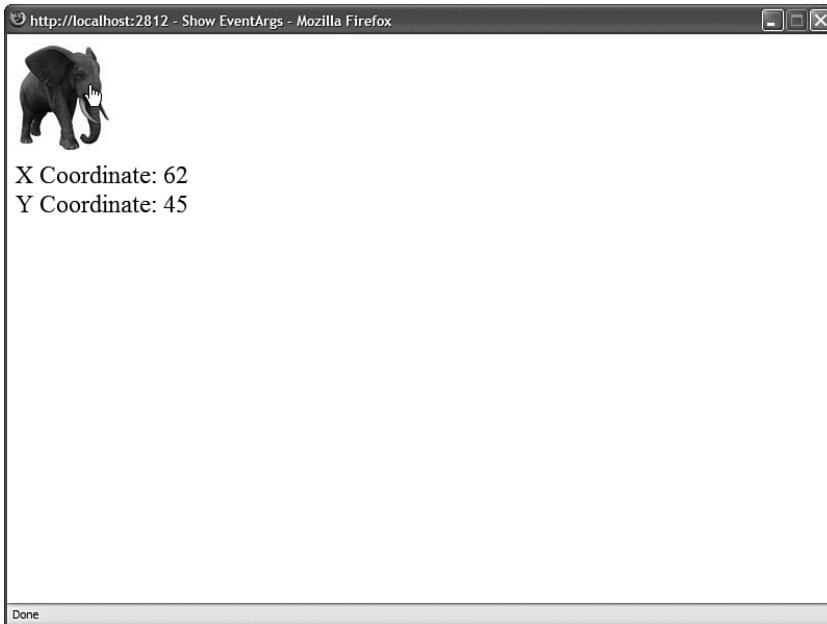 http://localhost:2812 - Show EventArgs - Mozilla Firefox
X Coordinate: 62
Y Coordinate: 45
Done